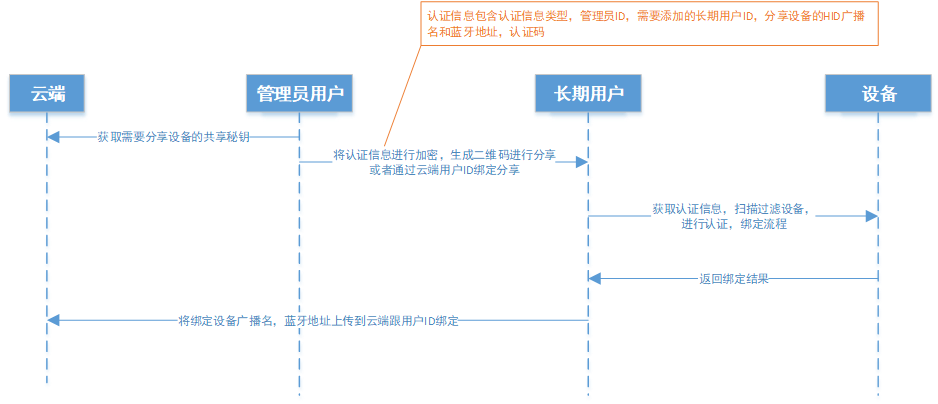 认证信息包含认证信息类型，管理员ID，需要添加的长期用户ID，分享设备的HID广播
名和蓝牙地址，认证码
云端
管理员用户
长期用户
设备
获取需要分享设备的共享秘钥
将认证信息进行加密，生成二维码进行分享
或者通过云端用户ID绑定分享
获取认证信息，扫描过滤设备，
进行认证，绑定流程
返回绑定结果
将绑定设备广播名，蓝牙地址上传到云端跟用户ID绑定